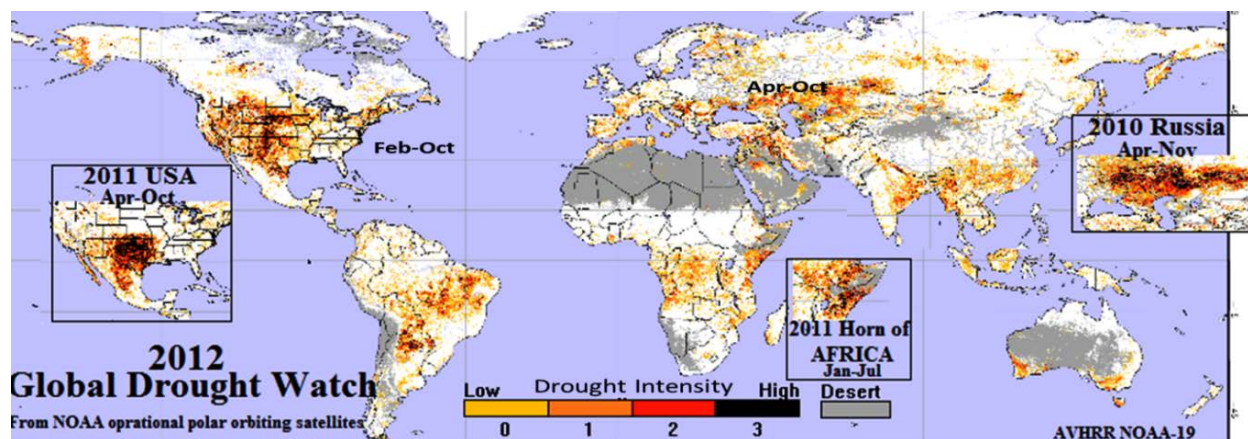 Apr-Oct
Feb-Oct
2010 Russia
Apr-Nov
2011 USA
Apr-Oct
2011 Horn of
AFRICA
Jan-Jul
2012
Global Drought Watch
From NOAA oprational polar orbiting satellites
Low Drought Intensity High Desert
0 1 2 3
AVHRR NOAA-19